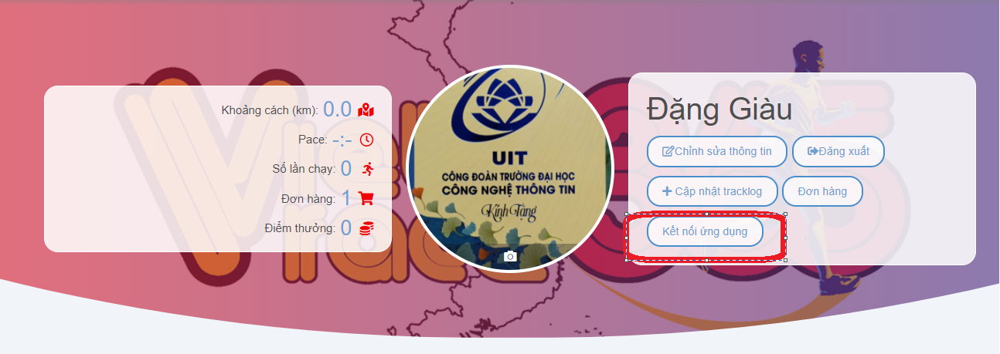 Khoảng cách (km): 0.0
Pace: -:-
Số lần chạy: 0
Đơn hàng: 1
Điểm thưởng: 0
UIT
CÔNG ĐOÀN TRƯỜNG ĐẠI HỌC
CÔNG NGHỆ THÔNG TIN
Kính Tặng
Đặng Giàu
Chỉnh sửa thông tin
Đăng xuất
Cập nhật tracklog
Đơn hàng
Kết nối ứng dụng